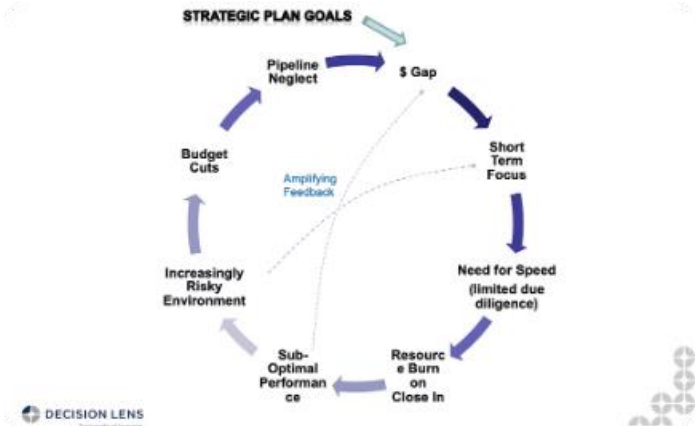 STRATEGIC PLAN GOALS
Pipeline
Neglect
$ Gap
Short
Term
Focus
Need for Speed
(limited due
diligence)
Resourc
e Burn
on
Close In
Sub-
Optimal
Performan
ce
Increasingly
Risky
Environment
Budget
Cuts
Amplifying
Feedback
DECISION LENS